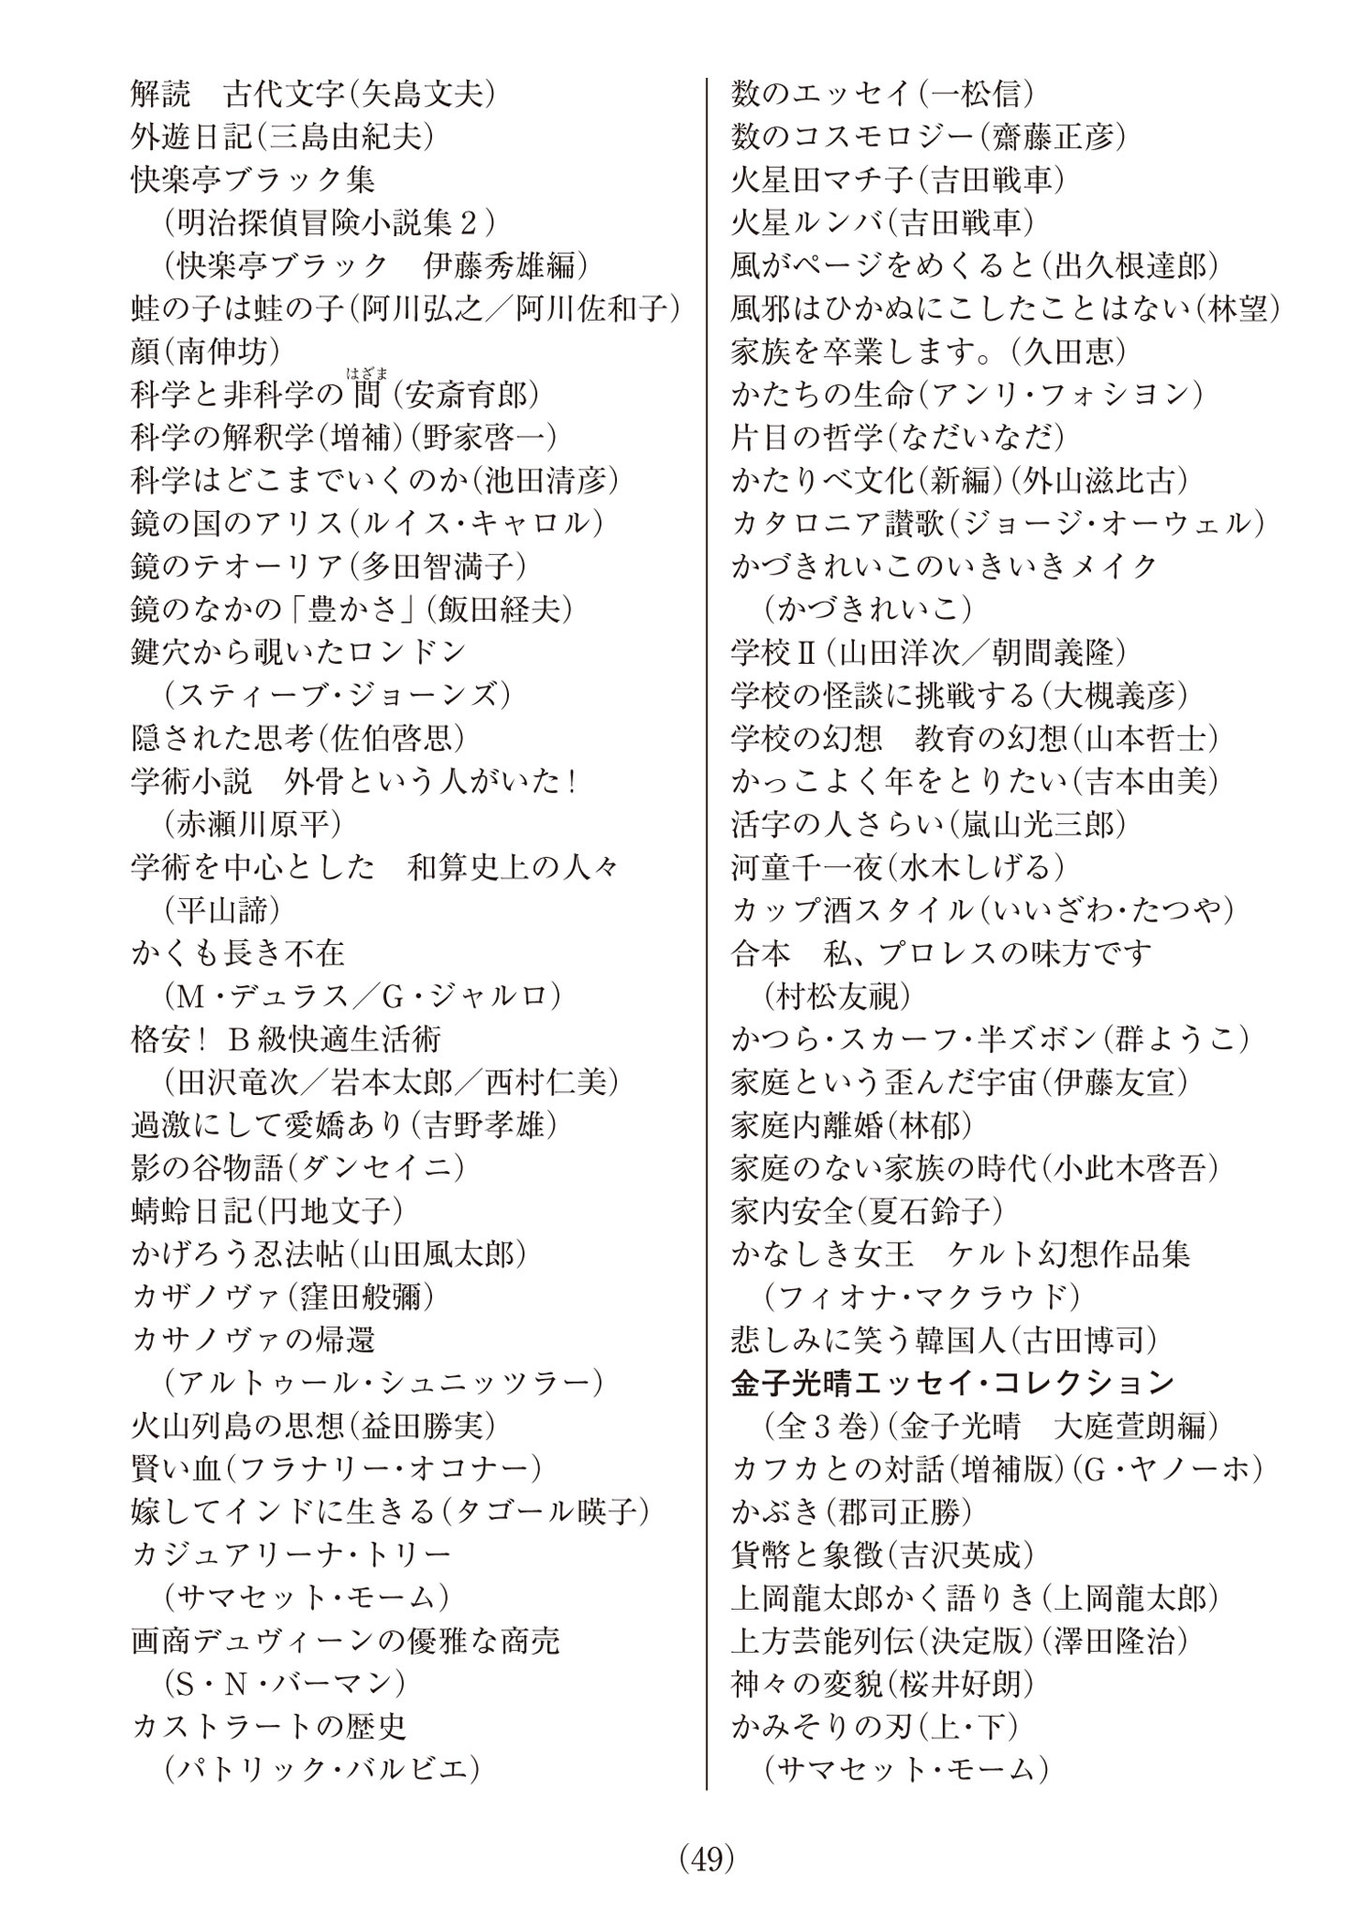 解読　古代文字(矢島文夫)
外遊日記(三島由紀夫)
快楽亭ブラック集
　(明治探偵冒険小説集２)
　(快楽亭ブラック　伊藤秀雄編)
蛙の子は蛙の子(阿川弘之／阿川佐和子)
顔(南伸坊)
はざま
科学と非科学の間(安斎育郎)
科学の解釈学(増補)(野家啓一)
科学はどこまでいくのか(池田清彦)
鏡の国のアリス(ルイス・キャロル)
鏡のテオーリア(多田智満子)
鏡のなかの「豊かさ」(飯田経夫)
鍵穴から覗いたロンドン
　(スティーブ・ジョーンズ)
隠された思考(佐伯啓思)
学術小説　外骨という人がいた！
　(赤瀬川原平)
学術を中心とした　和算史上の人々
　(平山諦)
かくも長き不在
　(M・デュラス／G・ジャルロ)
格安！ B級快適生活術
　(田沢竜次／岩本太郎／西村仁美)
過激にして愛嬌あり(吉野孝雄)
影の谷物語(ダンセイニ)
蜻蛉日記(円地文子)
かげろう忍法帖(山田風太郎)
カザノヴァ(窪田般彌)
カサノヴァの帰還
　(アルトゥール・シュニッツラー)
火山列島の思想(益田勝実)
賢い血(フラナリー・オコナー)
嫁してインドに生きる(タゴール暎子)
カジュアリーナ・トリー
　(サマセット・モーム)
画商デュヴィーンの優雅な商売
　(S・N・バーマン)
カストラートの歴史
　(パトリック・バルビエ)
数のエッセイ(一松信)
数のコスモロジー(齋藤正彦)
火星田マチ子(吉田戦車)
火星ルンバ(吉田戦車)
風がページをめくると(出久根達郎)
風邪はひかぬにこしたことはない(林望)
家族を卒業します。(久田恵)
かたちの生命(アンリ・フォシヨン)
片目の哲学(なだいなだ)
かたりべ文化(新編)(外山滋比古)
カタロニア讃歌(ジョージ・オーウェル)
かづきれいこのいきいきメイク
　(かづきれいこ)
学校Ⅱ(山田洋次／朝間義隆)
学校の怪談に挑戦する(大槻義彦)
学校の幻想　教育の幻想(山本哲士)
かっこよく年をとりたい(吉本由美)
活字の人さらい(嵐山光三郎)
河童千一夜(水木しげる)
カップ酒スタイル(いいざわ・たつや)
合本　私、プロレスの味方です
　(村松友視)
かつら・スカーフ・半ズボン(群ようこ)
家庭という歪んだ宇宙(伊藤友宣)
家庭内離婚(林郁)
家庭のない家族の時代(小此木啓吾)
家内安全(夏石鈴子)
かなしき女王　ケルト幻想作品集
　(フィオナ・マクラウド)
悲しみに笑う韓国人(古田博司)
金子光晴エッセイ・コレクション
　(全３巻)(金子光晴　大庭萱朗編)
カフカとの対話(増補版)(G・ヤノーホ)
かぶき(郡司正勝)
貨幣と象徴(吉沢英成)
上岡龍太郎かく語りき(上岡龍太郎)
上方芸能列伝(決定版)(澤田隆治)
神々の変貌(桜井好朗)
かみそりの刃(上・下)
　(サマセット・モーム)
(49)